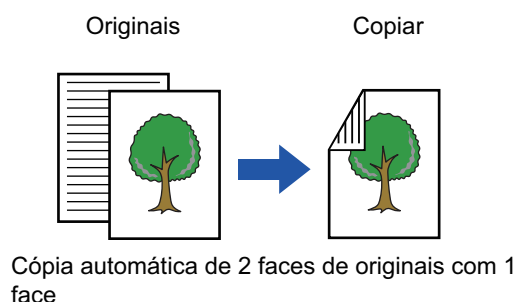 Originais Copiar
Cópia automática de 2 faces de originais com 1
face